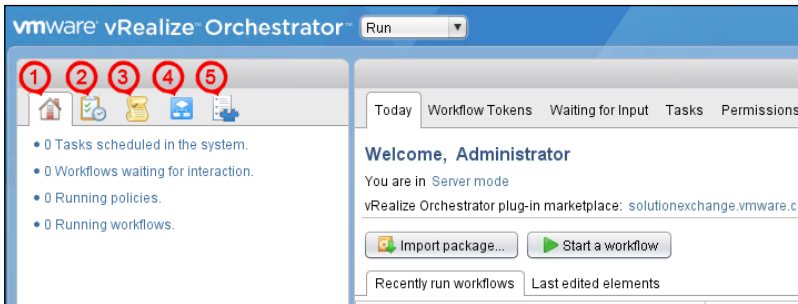 vmware vRealize™ Orchestrator™ Run
1 2 3 4 5
Today Workflow Tokens Waiting for Input Tasks Permissions
0 Tasks scheduled in the system.
0 Workflows waiting for interaction.
0 Running policies.
0 Running workflows.
Welcome, Administrator
You are in Server mode
vRealize Orchestrator plug-in marketplace: solutionexchange.vmware.c
Import package... Start a workflow
Recently run workflows Last edited elements